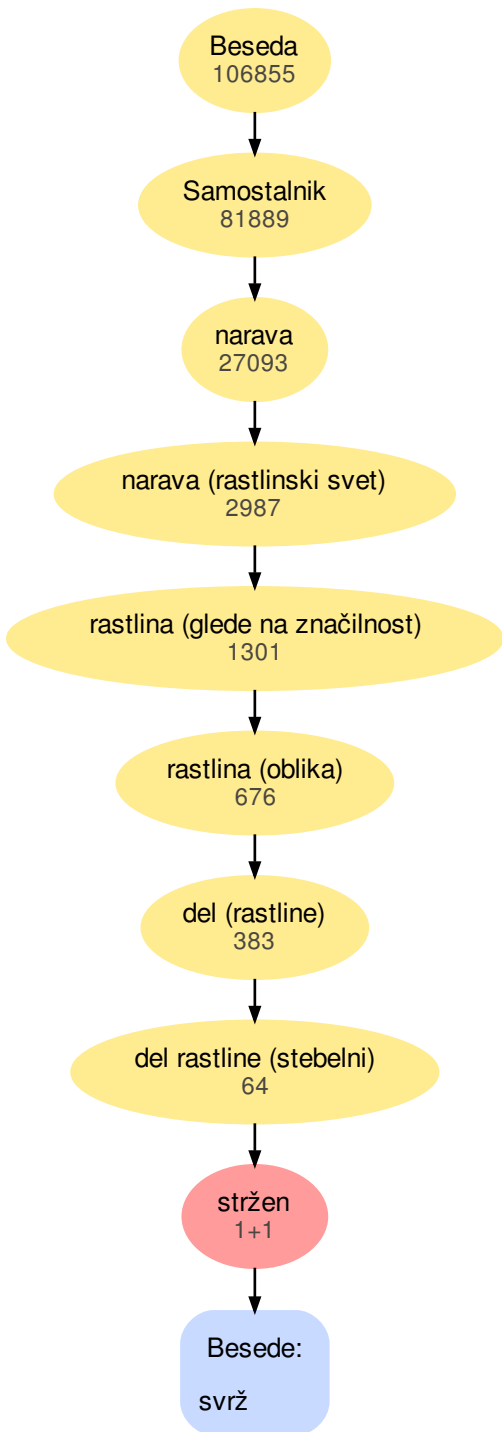 Beseda
106855
Samostalnik
81889
narava
27093
narava (rastlinski svet)
2987
rastlina (glede na značilnost)
1301
rastlina (oblika)
676
del (rastline)
383
del rastline (stebelni)
64
stržen
1+1
Besede:
svrž